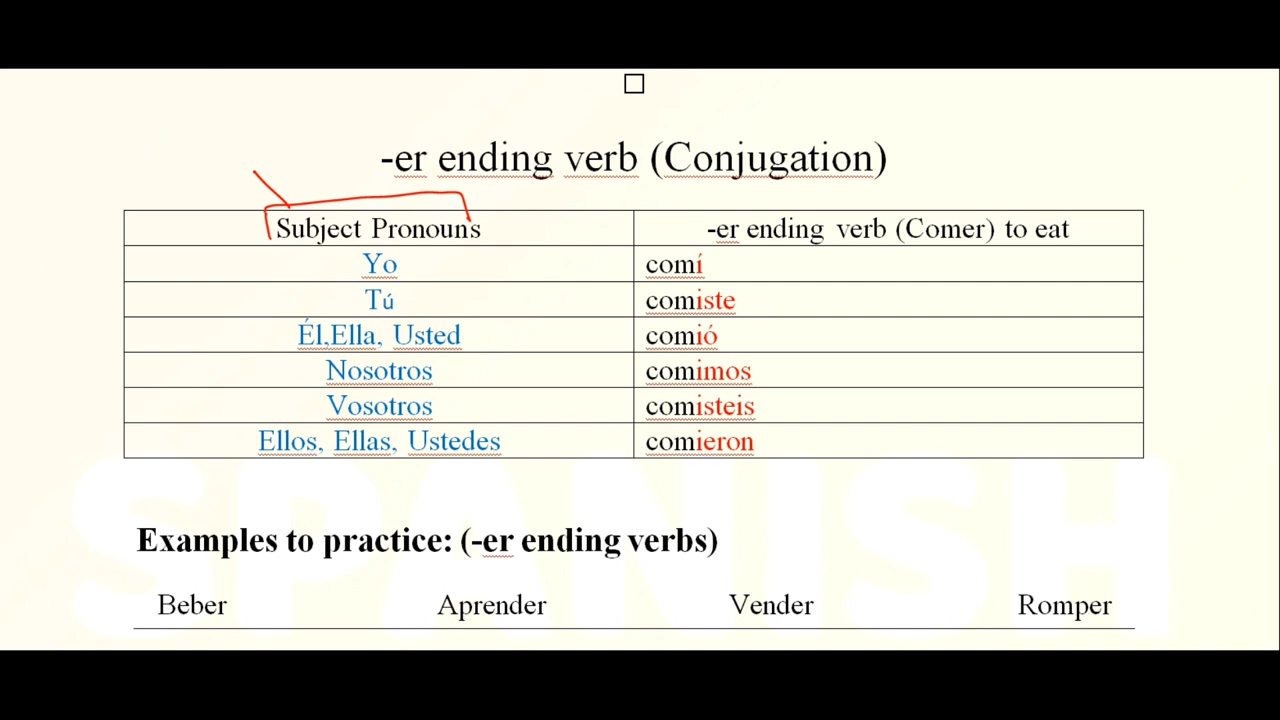 -er ending verb (Conjugation)
Subject Pronouns -er ending verb (Comer) to eat
Yo comí
Tú comiste
Él,Ella, Usted comió
Nosotros comimos
Vosotros comisteis
Ellos, Ellas, Ustedes comieron
SPANISH
Examples to practice: (-er ending verbs)
Beber Aprender Vender Romper